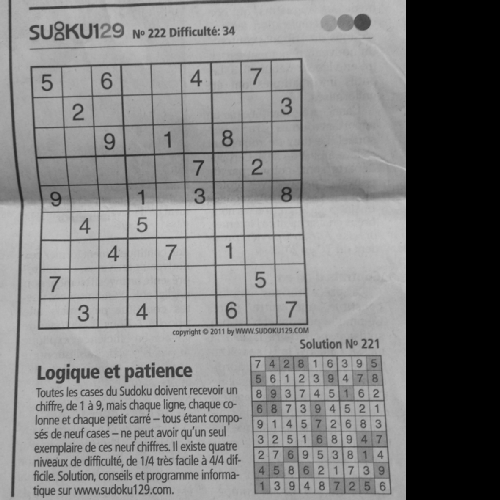 SUDOKU129 No 222 Difficulté: 34
5 6 4 7
2 3
9 1 8
7 2
9 1 3 8
4 5
4 7 1
7 5
3 4 6 7
copyright © 2011 by WWW.SUDOKU129.COM
Solution No 221
Logique et patience
Toutes les cases du Sudoku doivent recevoir un
chiffre, de 1 à 9, mais chaque ligne, chaque co-
lonne et chaque petit carré – tous étant compo-
sés de neuf cases – ne peut avoir qu'un seul
exemplaire de ces neuf chiffres. Il existe quatre
niveaux de difficulté, de 1/4 très facile à 4/4 dif-
ficile. Solution, conseils et programme informa-
tique sur www.sudoku129.com.
7 4 2 8 1 6 3 9 5
5 6 1 2 3 9 4 7 8
8 9 3 7 4 5 1 6 2
6 8 7 3 9 4 5 2 1
9 1 4 5 7 2 6 8 3
3 2 5 1 6 8 9 4 7
2 7 6 9 5 3 8 1 4
4 5 8 6 2 1 7 3 9
1 3 9 4 8 7 2 5 6